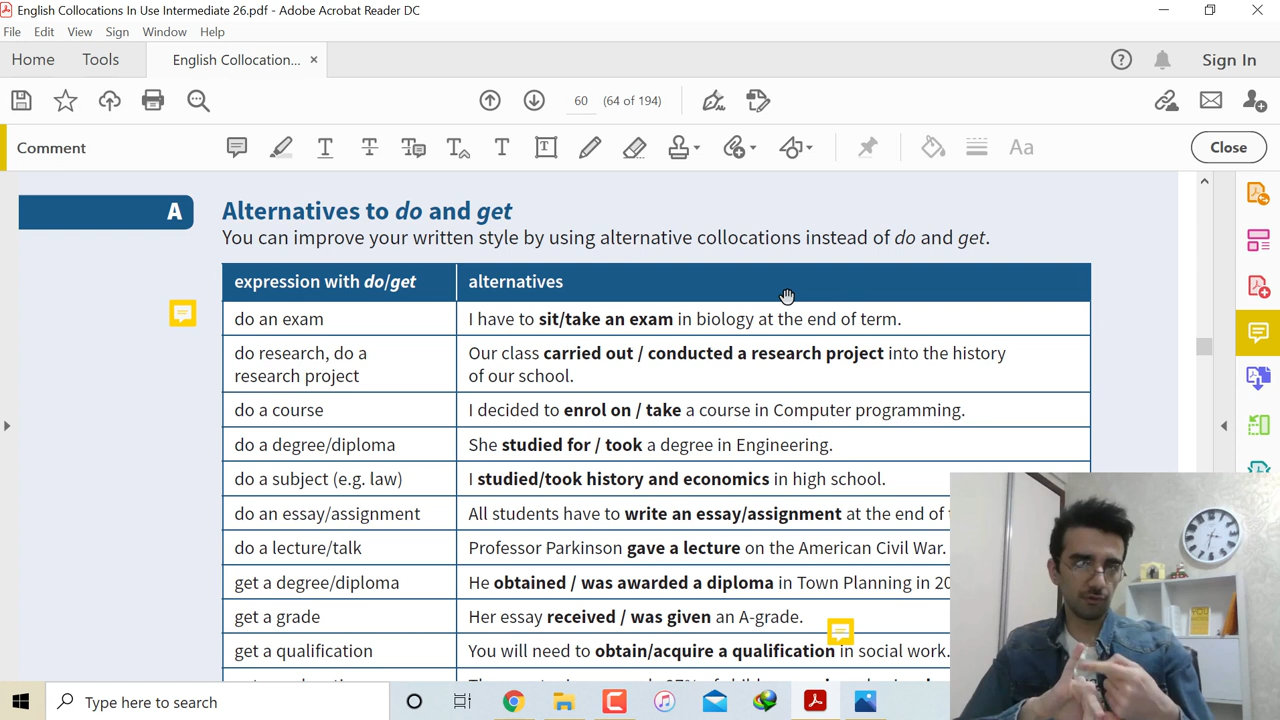 English Collocations In Use Intermediate 26.pdf - Adobe Acrobat Reader DC
File Edit View Sign Window Help
Home Tools English Collocation... ×
? Sign In
60 (64 of 194)
Comment
T T T T T T Aa Close
A Alternatives to do and get
You can improve your written style by using alternative collocations instead of do and get.
expression with do/get alternatives
do an exam I have to sit/take an exam in biology at the end of term.
do research, do a Our class carried out / conducted a research project into the history
research project of our school.
do a course I decided to enrol on / take a course in Computer programming.
do a degree/diploma She studied for / took a degree in Engineering.
do a subject (e.g. law) I studied/took history and economics in high school.
do an essay/assignment All students have to write an essay/assignment at the end of
do a lecture/talk Professor Parkinson gave a lecture on the American Civil War.
get a degree/diploma He obtained / was awarded a diploma in Town Planning in 20
get a grade Her essay received / was given an A-grade.
get a qualification You will need to obtain/acquire a qualification in social work.
Type here to search